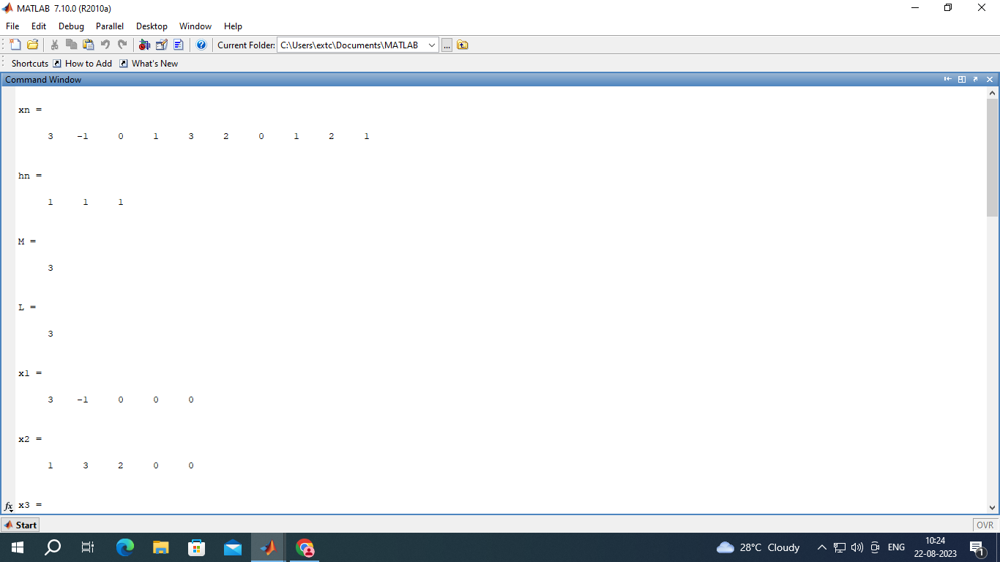 MATLAB 7.10.0 (R2010a)
File Edit Debug Parallel Desktop Window Help
Current Folder: C:\Users\extc\Documents\MATLAB ...
Shortcuts How to Add What's New
Command Window
xn =
3 -1 0 1 3 2 0 1 2 1
hn =
1 1 1
M =
3
L =
3
x1 =
3 -1 0 0 0
x2 =
1 3 2 0 0
fx x3 =
Start OVR
28°C Cloudy ENG 10:24
22-08-2023 1